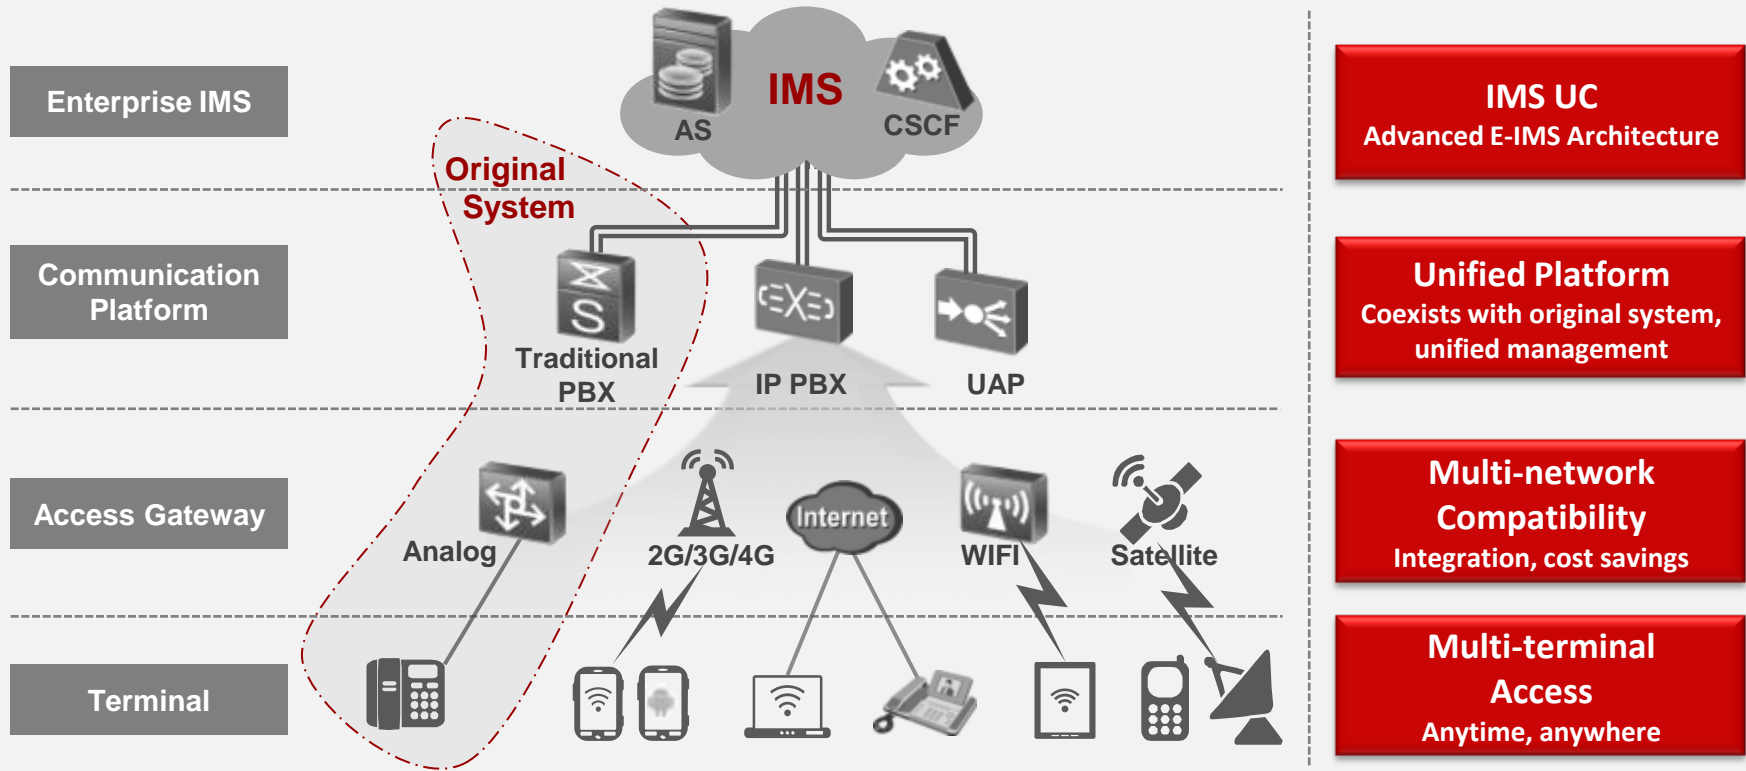 Enterprise IMS
AS
IMS
CSCF
IMS UC
Advanced E-IMS Architecture
Original
System
Communication
Platform
S
Traditional
PBX
IP PBX
UAP
Unified Platform
Coexists with original system,
unified management
Access Gateway
Analog
2G/3G/4G
Internet
WIFI
Satellite
Multi-network
Compatibility
Integration, cost savings
Terminal
Multi-terminal
Access
Anytime, anywhere